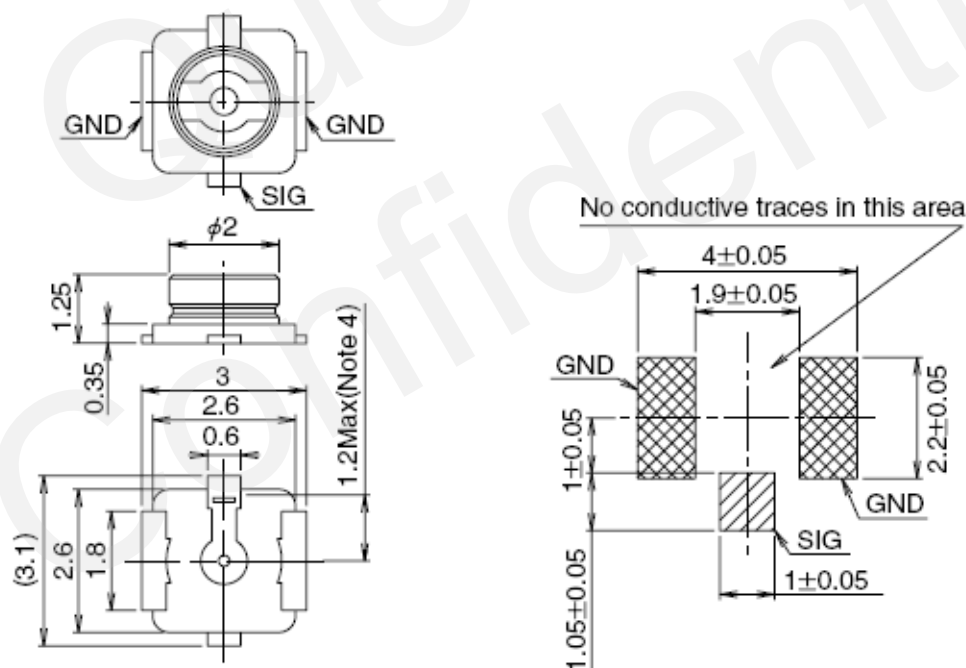 GND
GND
SIG
ϕ2
1.25
0.35
3
2.6
0.6
1.2Max(Note 4)
(3.1)
2.6
1.8
No conductive traces in this area
4±0.05
1.9±0.05
GND
2.2±0.05
1±0.05
GND
SIG
1±0.05
1.05±0.05